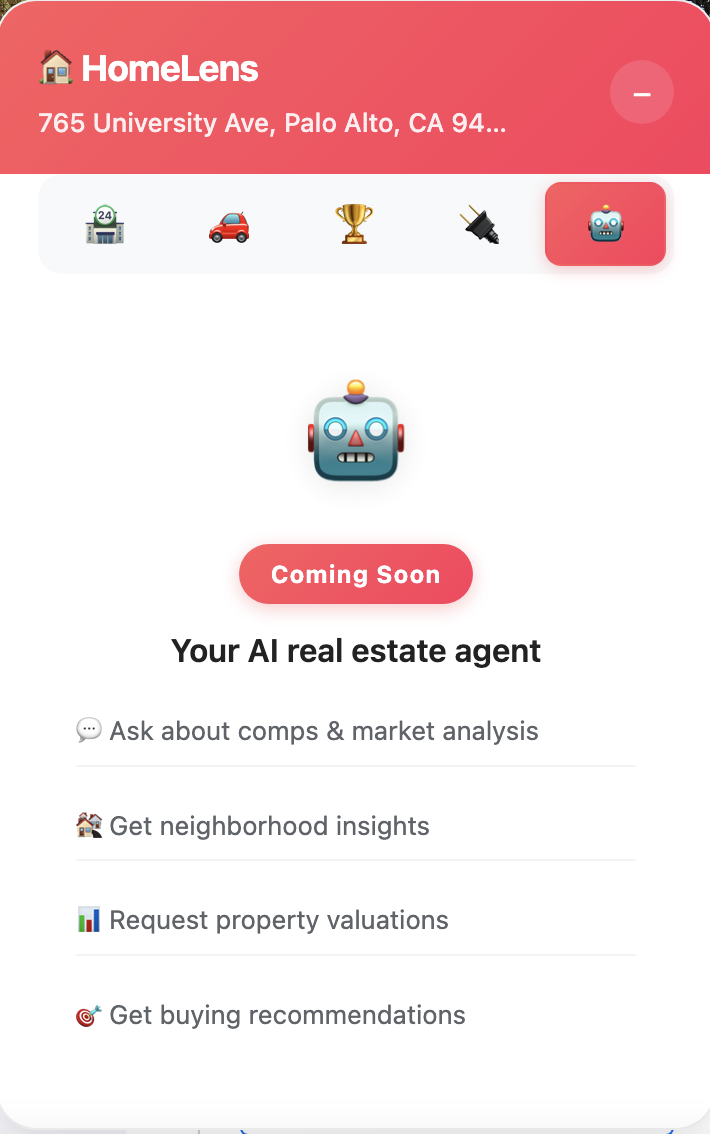 HomeLens
765 University Ave, Palo Alto, CA 94...
24
Coming Soon
Your AI real estate agent
Ask about comps & market analysis
Get neighborhood insights
Request property valuations
Get buying recommendations